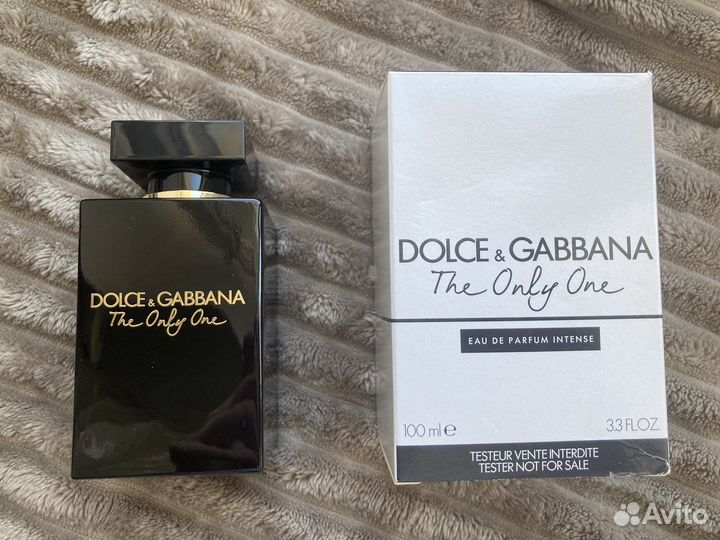 DOLCE & GABBANA
The Only One
DOLCE & GABBANA
The Only One
EAU DE PARFUM INTENSE
100 ml e 3.3 FL.OZ.
TESTEUR VENTE INTERDITE
TESTER NOT FOR SALE
Avito